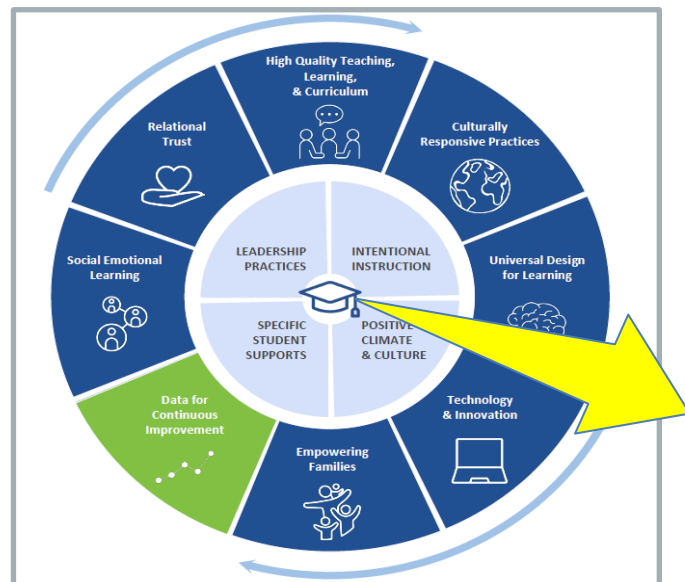 High Quality Teaching,
Learning,
& Curriculum
Culturally
Responsive Practices
Universal Design
for Learning
Technology
& Innovation
Empowering
Families
Data for
Continuous
Improvement
Social Emotional
Learning
Relational
Trust
LEADERSHIP
PRACTICES
INTENTIONAL
INSTRUCTION
SPECIFIC
STUDENT
SUPPORTS
POSITIVE
CLIMATE
& CULTURE